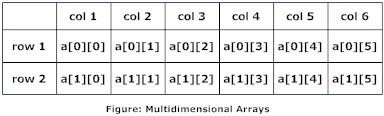 col 1 col 2 col 3 col 4 col 5 col 6
row 1 a[0][0] a[0][1] a[0][2] a[0][3] a[0][4] a[0][5]
row 2 a[1][0] a[1][1] a[1][2] a[1][3] a[1][4] a[1][5]
Figure: Multidimensional Arrays